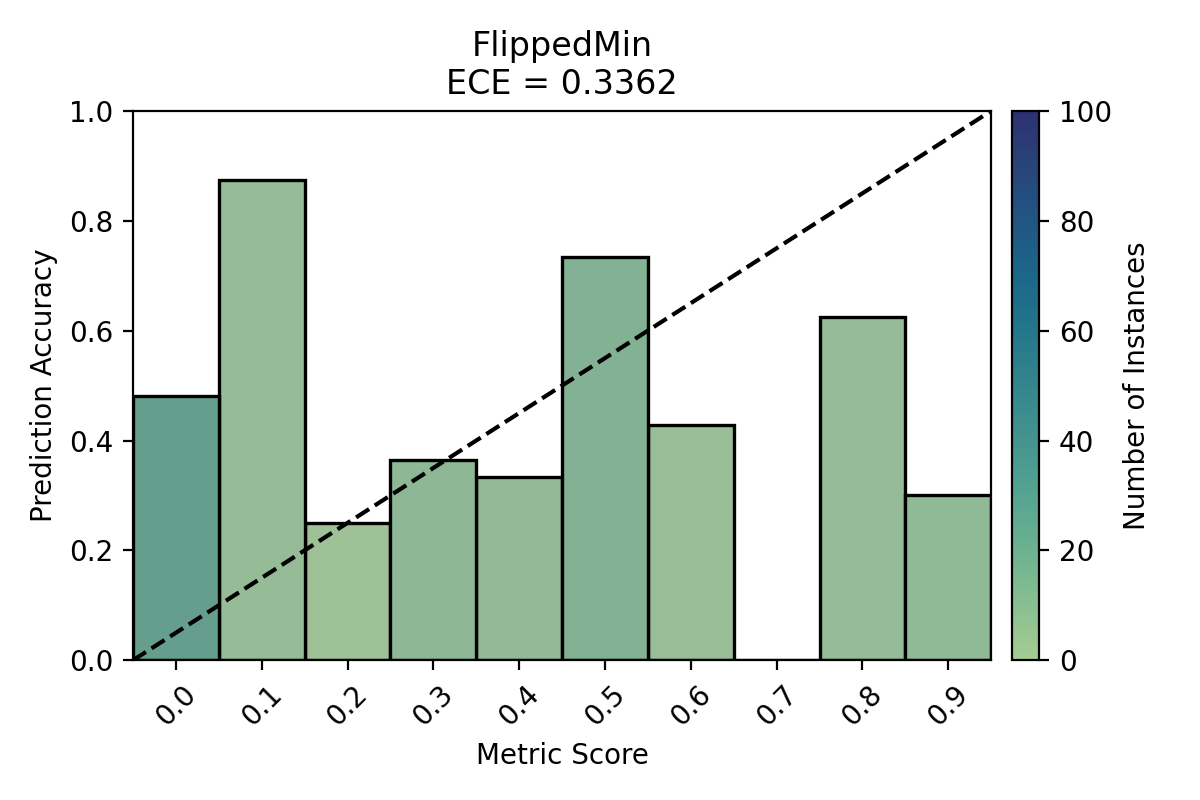 FlippedMin
ECE = 0.3362
1.0
0.8
0.6
0.4
0.2
0.0
Prediction Accuracy
0.0 0.1 0.2 0.3 0.4 0.5 0.6 0.7 0.8 0.9
Metric Score
100
80
60
40
20
0
Number of Instances